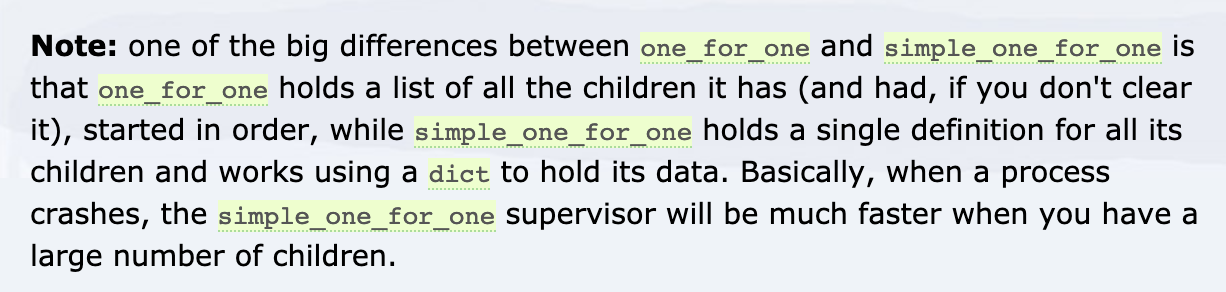 Note: one of the big differences between one_for_one and simple_one_for_one is
that one_for_one holds a list of all the children it has (and had, if you don't clear
it), started in order, while simple_one_for_one holds a single definition for all its
children and works using a dict to hold its data. Basically, when a process
crashes, the simple_one_for_one supervisor will be much faster when you have a
large number of children.